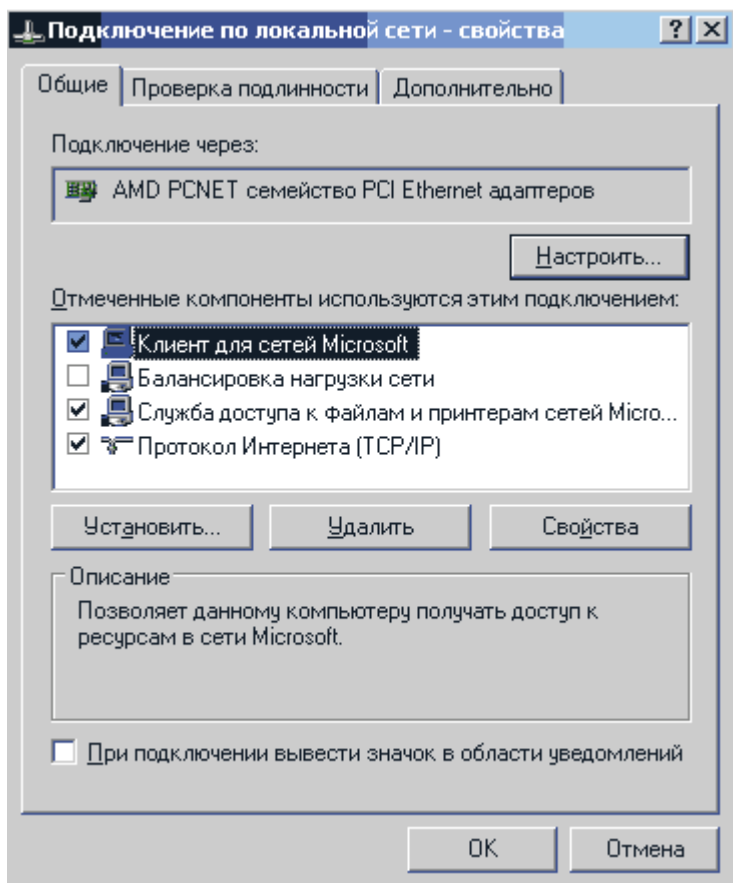 Подключение по локальной сети - свойства
Общие
Проверка подлинности
Дополнительно
Подключение через:
AMD PCNET семейство PCI Ethernet адаптеров
Настроить...
Отмеченные компоненты используются этим подключением:
Клиент для сетей Microsoft
Балансировка нагрузки сети
Служба доступа к файлам и принтерам сетей Micro...
Протокол Интернета (TCP/IP)
Установить...
Удалить
Свойства
Описание
Позволяет данному компьютеру получать доступ к
ресурсам в сети Microsoft.
При подключении вывести значок в области уведомлений
OK
Отмена